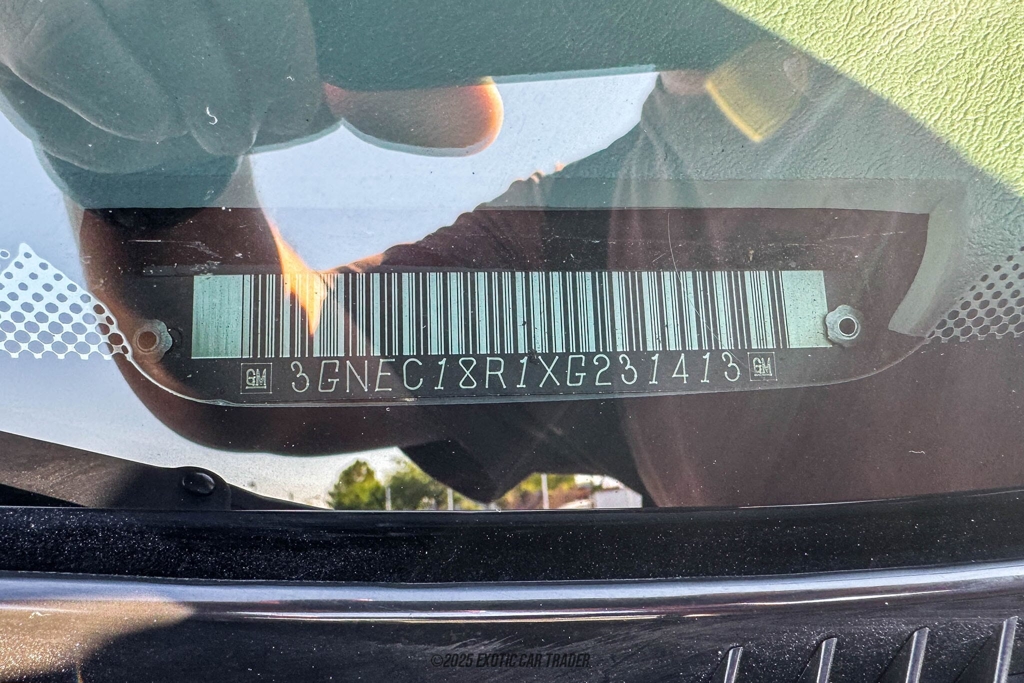 GM 3GNEC18R1XG231413 GM
©2025 EXOTIC CAR TRADER